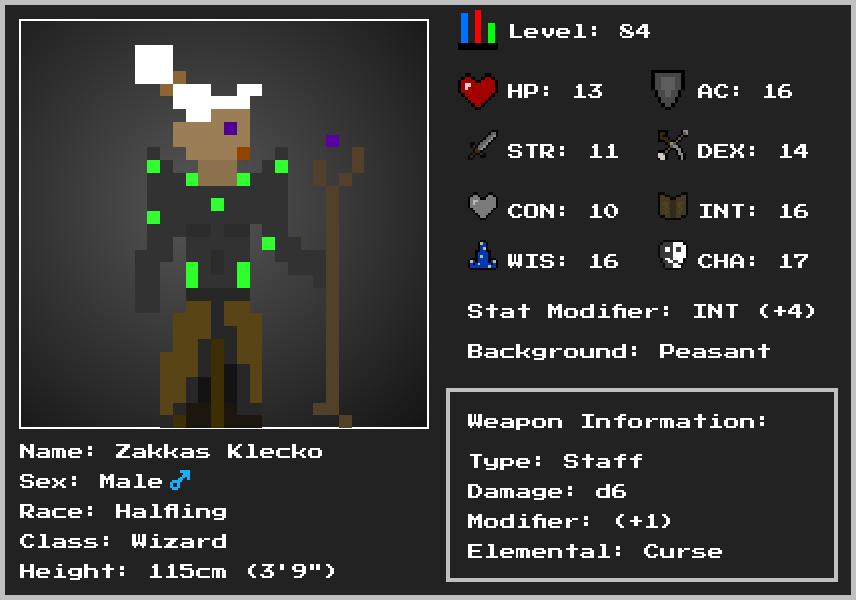 Level: 84
HP: 13
AC: 16
STR: 11
DEX: 14
CON: 10
INT: 16
WIS: 16
CHA: 17
Stat Modifier: INT (+4)
Background: Peasant
Weapon Information:
Type: Staff
Damage: d6
Modifier: (+1)
Elemental: Curse
Name: Zakkas Klecko
Sex: Male♂
Race: Halfling
Class: Wizard
Height: 115cm (3'9")